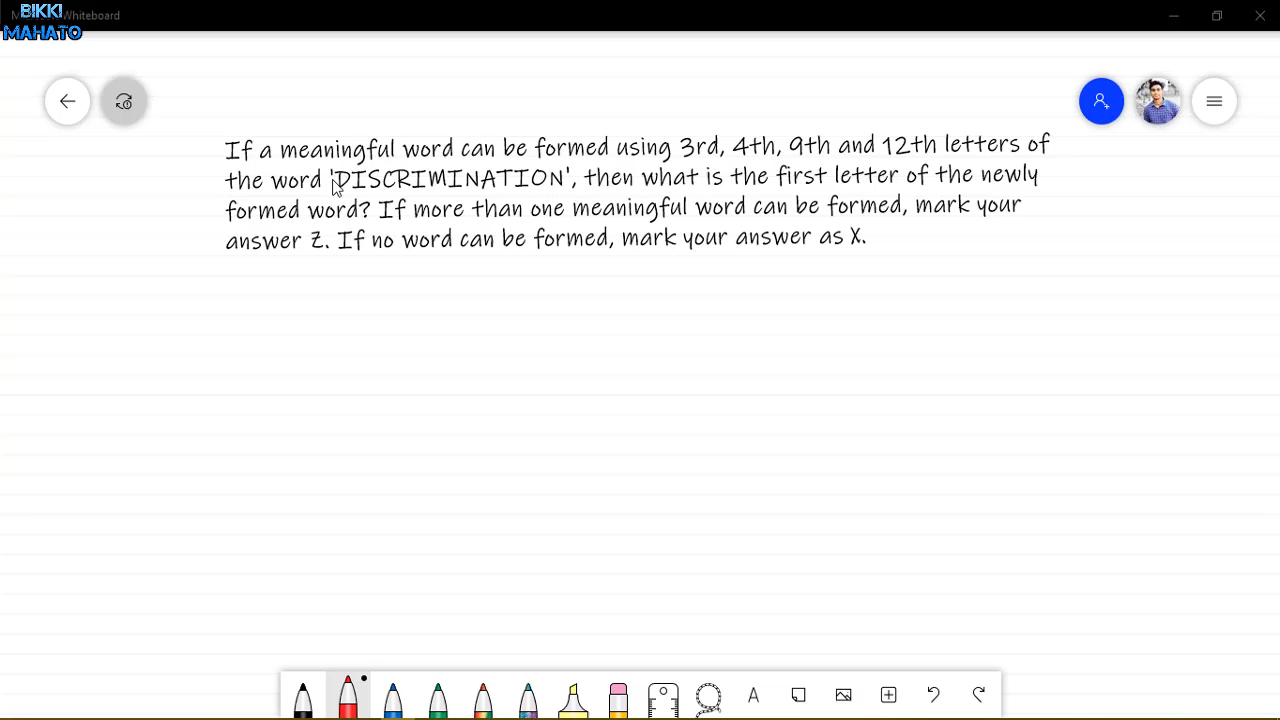 Whiteboard
BIKKI
MAHATO
If a meaningful word can be formed using 3rd, 4th, 9th and 12th letters of
the word 'DISCRIMINATION', then what is the first letter of the newly
formed word? If more than one meaningful word can be formed, mark your
answer Z. If no word can be formed, mark your answer as X.
A